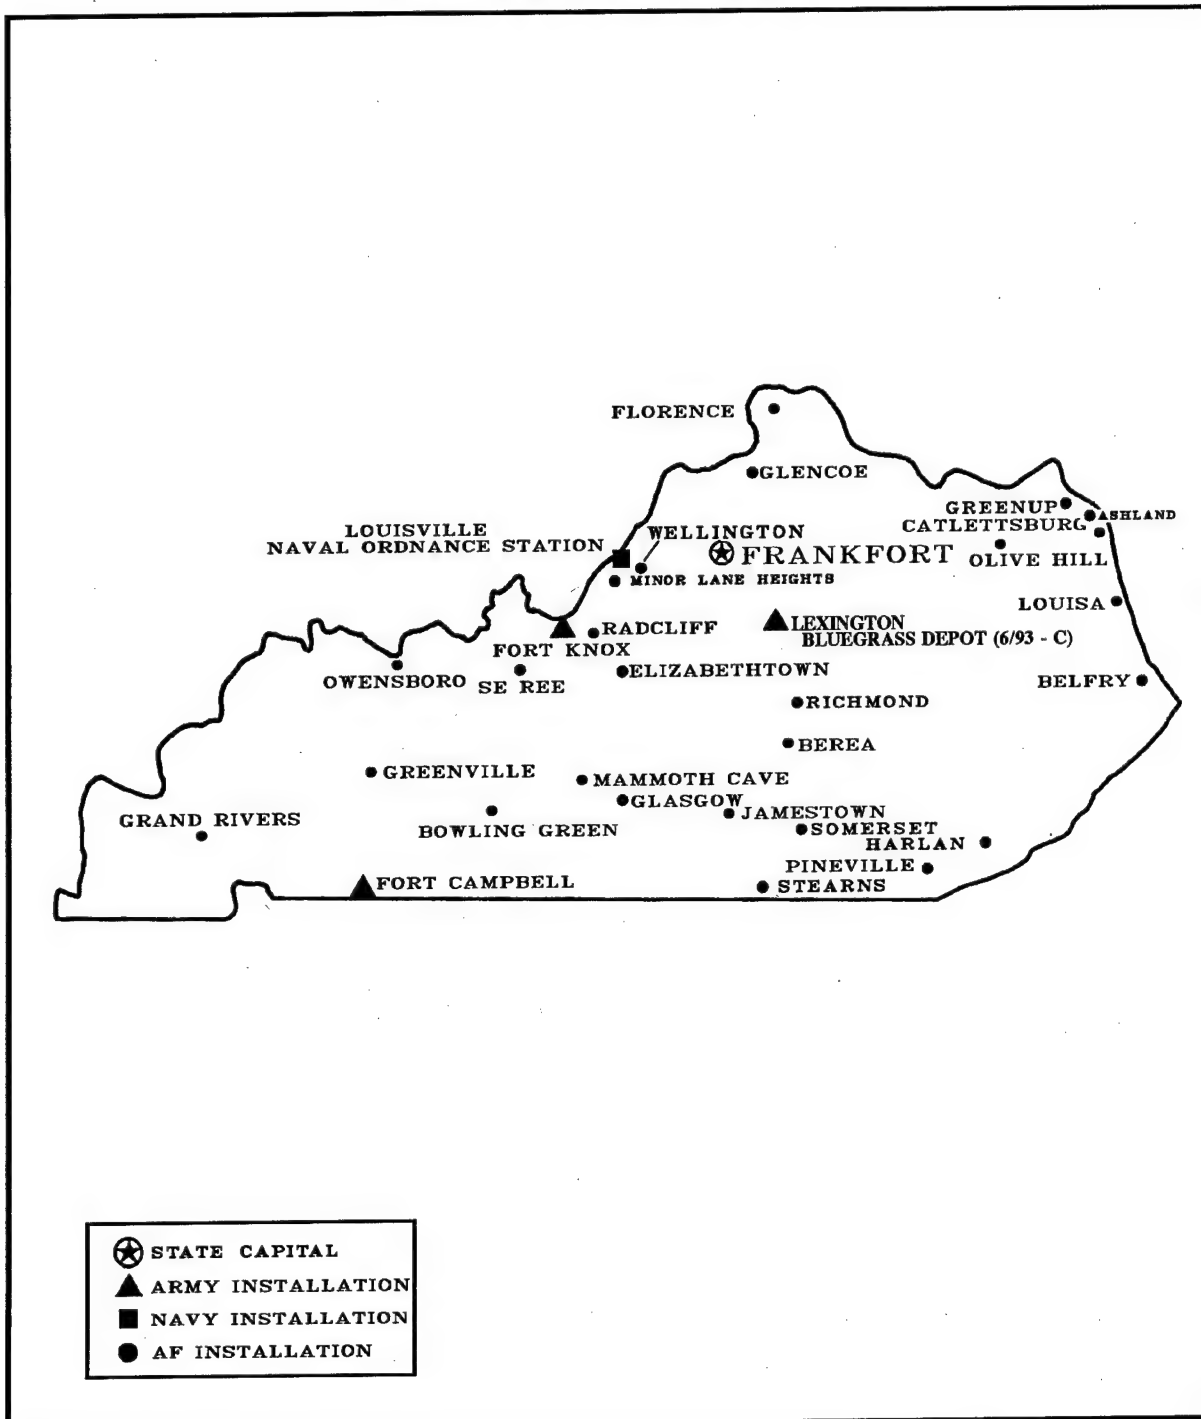 FLORENCE
GLENCOE
GREENUP
ASHLAND
CATLETTSBURG
LOUISVILLE
NAVAL ORDNANCE STATION
WELLINGTON
FRANKFORT
OLIVE HILL
MINOR LANE HEIGHTS
LOUISA
RADCLIFF
LEXINGTON
BLUEGRASS DEPOT (6/93 - C)
FORT KNOX
OWENSBORO
SE REE
ELIZABETHTOWN
BELFRY
RICHMOND
BEREA
GREENVILLE
MAMMOTH CAVE
GLASGOW
JAMESTOWN
GRAND RIVERS
BOWLING GREEN
SOMERSET
HARLAN
PINEVILLE
FORT CAMPBELL
STEARNS
STATE CAPITAL
ARMY INSTALLATION
NAVY INSTALLATION
AF INSTALLATION